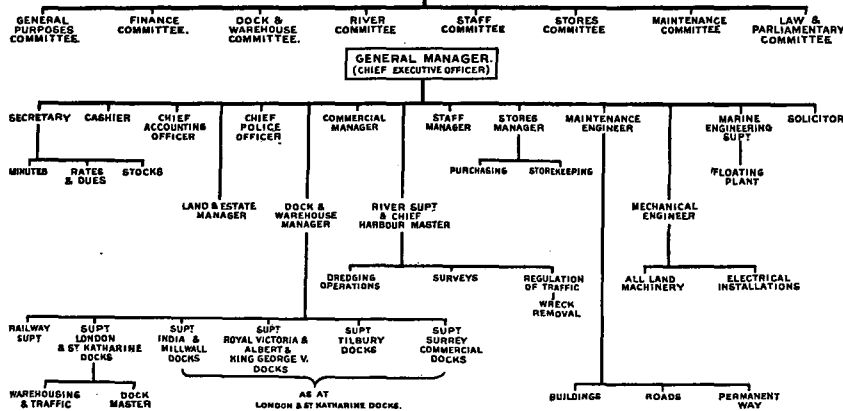 GENERAL
PURPOSES
COMMITTEE.
FINANCE
COMMITTEE.
DOCK &
WAREHOUSE
COMMITTEE.
RIVER
COMMITTEE
STAFF
COMMITTEE
STORES
COMMITTEE
MAINTENANCE
COMMITTEE
LAW &
PARLIAMENTARY
COMMITTEE
GENERAL MANAGER.
(CHIEF EXECUTIVE OFFICER)
SECRETARY
CASHIER
CHIEF
ACCOUNTING
OFFICER
CHIEF
POLICE
OFFICER
COMMERCIAL
MANAGER
STAFF
MANAGER
STORES
MANAGER
MAINTENANCE
ENGINEER
MARINE
ENGINEERING
SUPT
SOLICITOR
MINUTES
RATES
& DUES
STOCKS
PURCHASING
STOREKEEPING
FLOATING
PLANT
LAND & ESTATE
MANAGER
DOCK &
WAREHOUSE
MANAGER
RIVER SUPT
& CHIEF
HARBOUR MASTER
MECHANICAL
ENGINEER
DREDGING
OPERATIONS
SURVEYS
REGULATION
OF TRAFFIC
WRECK
REMOVAL
ALL LAND
MACHINERY
ELECTRICAL
INSTALLATIONS
RAILWAY
SUPT
SUPT
LONDON
& ST KATHARINE
DOCKS
SUPT
INDIA &
MILLWALL
DOCKS
SUPT
ROYAL VICTORIA &
ALBERT &
KING GEORGE V.
DOCKS
SUPT
TILBURY
DOCKS
SUPT
SURREY
COMMERCIAL
DOCKS
WAREHOUSING
& TRAFFIC
DOCK
MASTER
AS AT
LONDON & ST KATHARINE DOCKS.
BUILDINGS
ROADS
PERMANENT
WAY